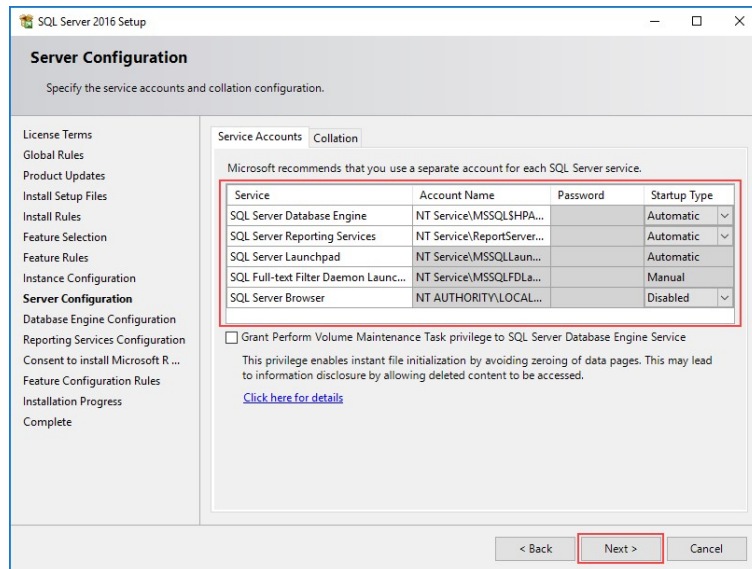 SQL Server 2016 Setup
Server Configuration
Specify the service accounts and collation configuration.
License Terms
Global Rules
Product Updates
Install Setup Files
Install Rules
Feature Selection
Feature Rules
Instance Configuration
Server Configuration
Database Engine Configuration
Reporting Services Configuration
Consent to install Microsoft R ...
Feature Configuration Rules
Installation Progress
Complete
Service Accounts Collation
Microsoft recommends that you use a separate account for each SQL Server service.
Service Account Name Password Startup Type
SQL Server Database Engine NT Service\MSSQL$HPA... Automatic
SQL Server Reporting Services NT Service\ReportServer... Automatic
SQL Server Launchpad NT Service\MSSQLLaun... Automatic
SQL Full-text Filter Daemon Launc... NT Service\MSSQLFDLa... Manual
SQL Server Browser NT AUTHORITY\LOCAL... Disabled
Grant Perform Volume Maintenance Task privilege to SQL Server Database Engine Service
This privilege enables instant file initialization by avoiding zeroing of data pages. This may lead
to information disclosure by allowing deleted content to be accessed.
Click here for details
< Back Next > Cancel